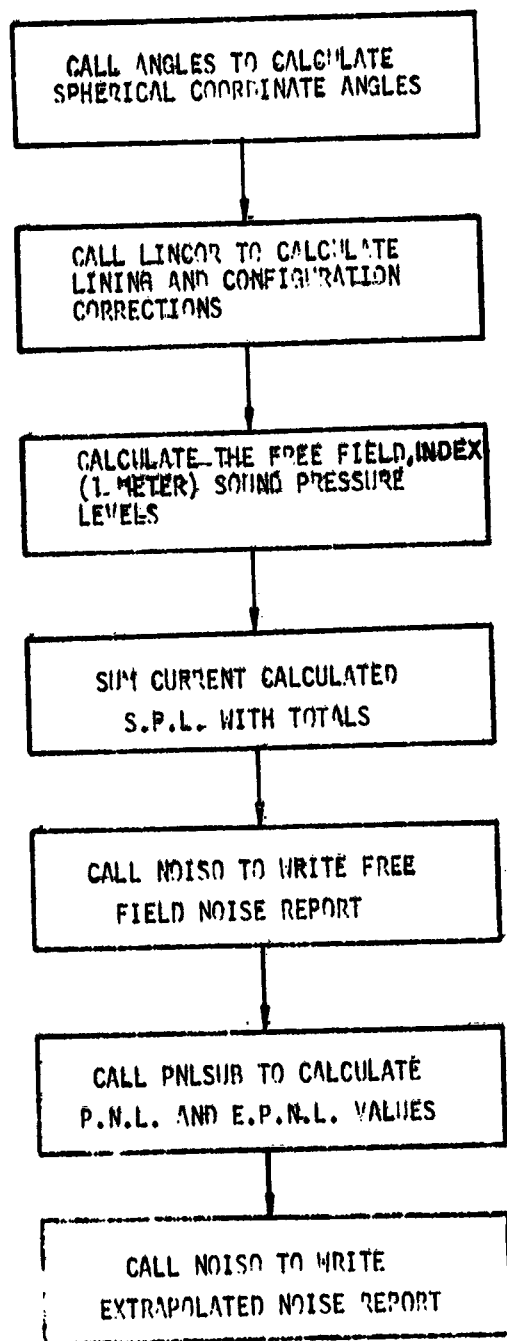 CALL ANGLES TO CALCULATE
SPHERICAL COORDINATE ANGLES
CALL LINCOR TO CALCULATE
LINING AND CONFIGURATION
CORRECTIONS
CALCULATE THE FREE FIELD, INDEX
(1 METER) SOUND PRESSURE
LEVELS
SUM CURRENT CALCULATED
S.P.L. WITH TOTALS
CALL NOISO TO WRITE FREE
FIELD NOISE REPORT
CALL PNLSUB TO CALCULATE
P.N.L. AND E.P.N.L. VALUES
CALL NOISO TO WRITE
EXTRAPOLATED NOISE REPORT